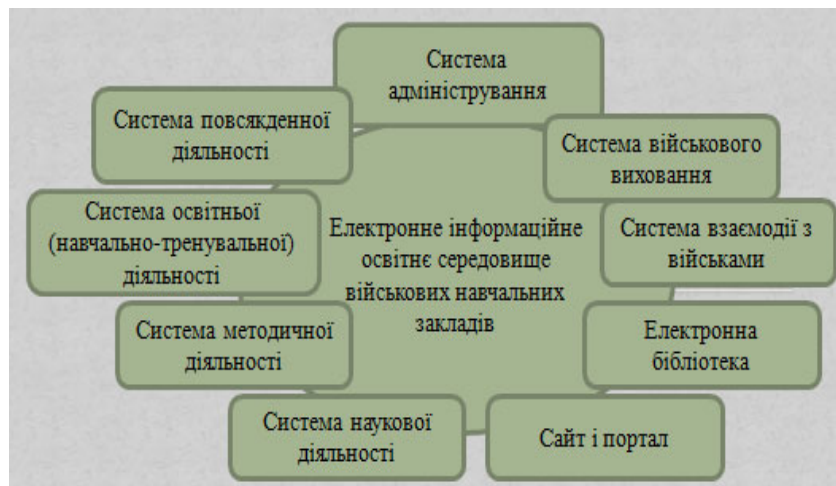 Система
адміністрування
Система повсякденної
діяльності
Система військового
виховання
Система освітньої
(навчально-тренувальної)
діяльності
Електронне інформаційне
освітнє середовище
військових навчальних
закладів
Система взаємодії з
військами
Система методичної
діяльності
Електронна
бібліотека
Система наукової
діяльності
Сайт і портал